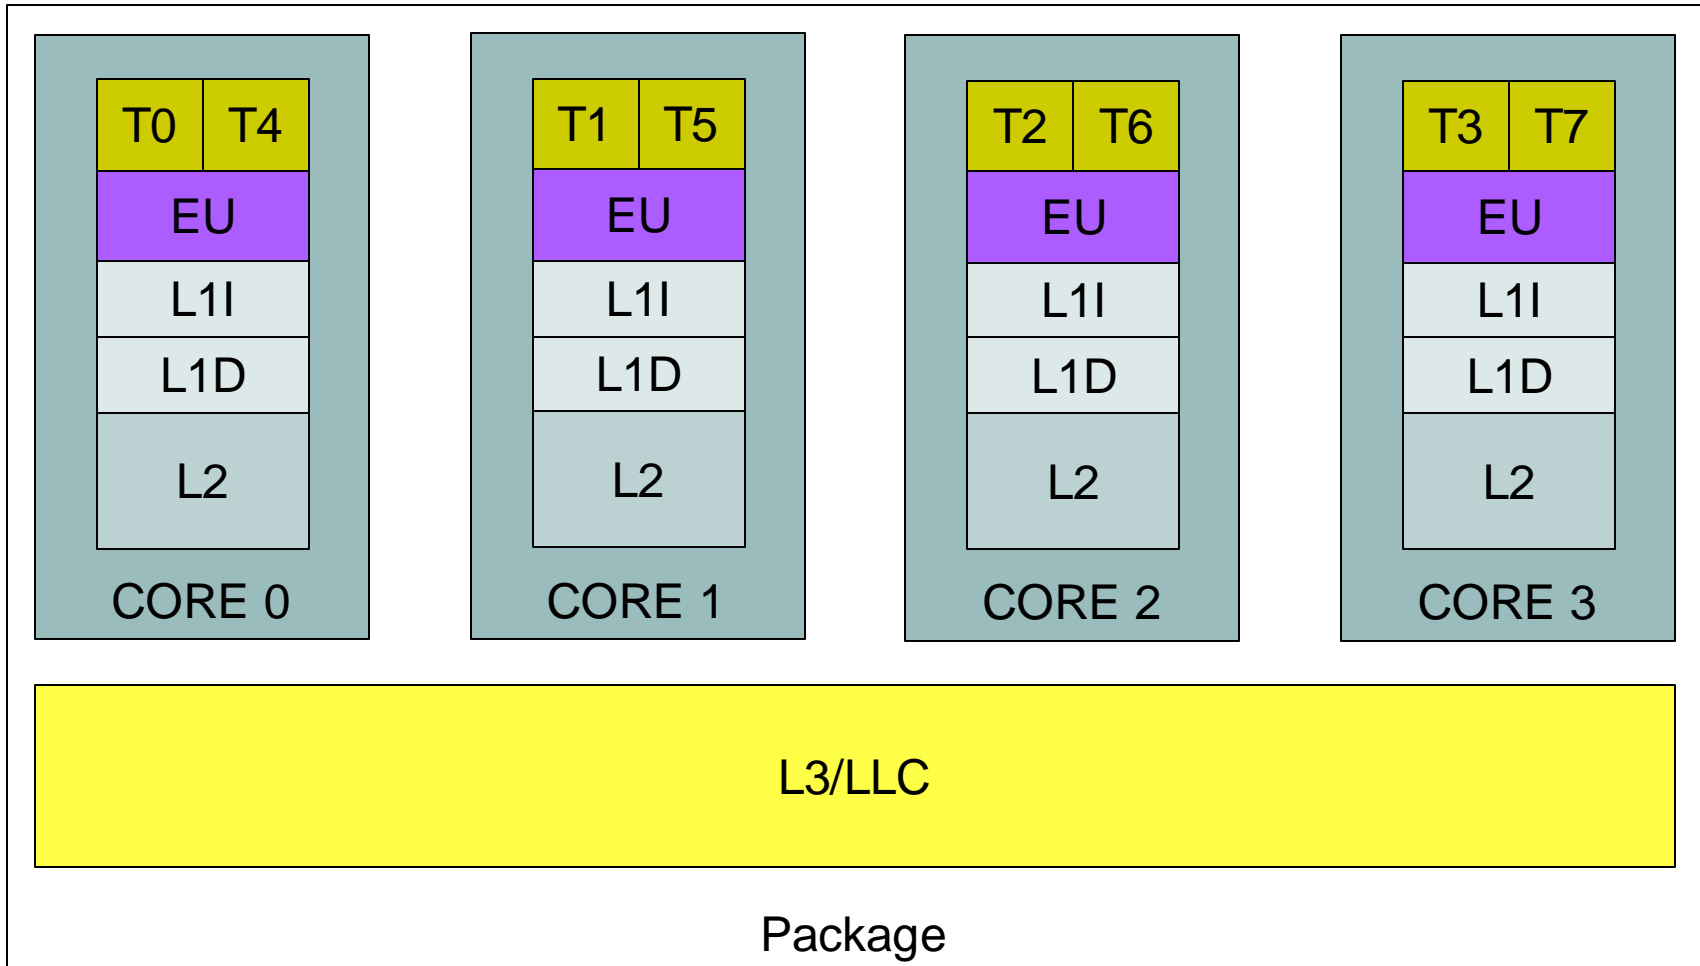 T0 T4 T1 T5 T2 T6 T3 T7
EU EU EU EU
L1I L1I L1I L1I
L1D L1D L1D L1D
L2 L2 L2 L2
CORE 0 CORE 1 CORE 2 CORE 3
L3/LLC
Package